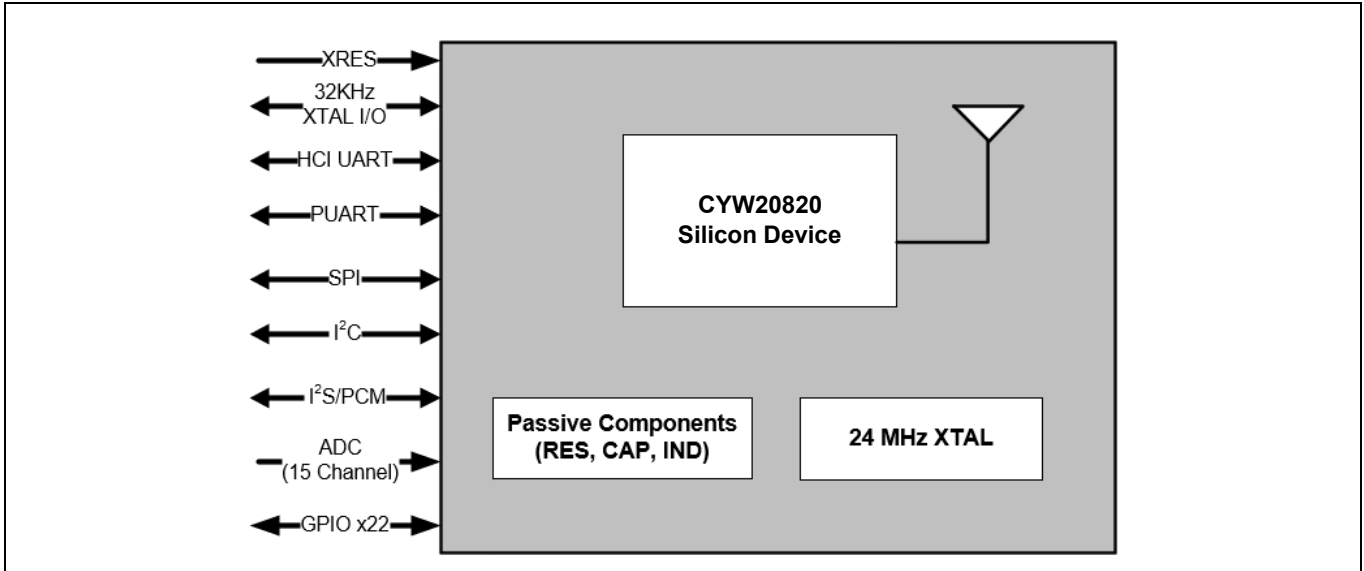 XRES
32KHz
XTAL I/O
HCI UART
PUART
SPI
I²C
I²S/PCM
ADC
(15 Channel)
GPIO x22
CYW20820
Silicon Device
Passive Components
(RES, CAP, IND)
24 MHz XTAL